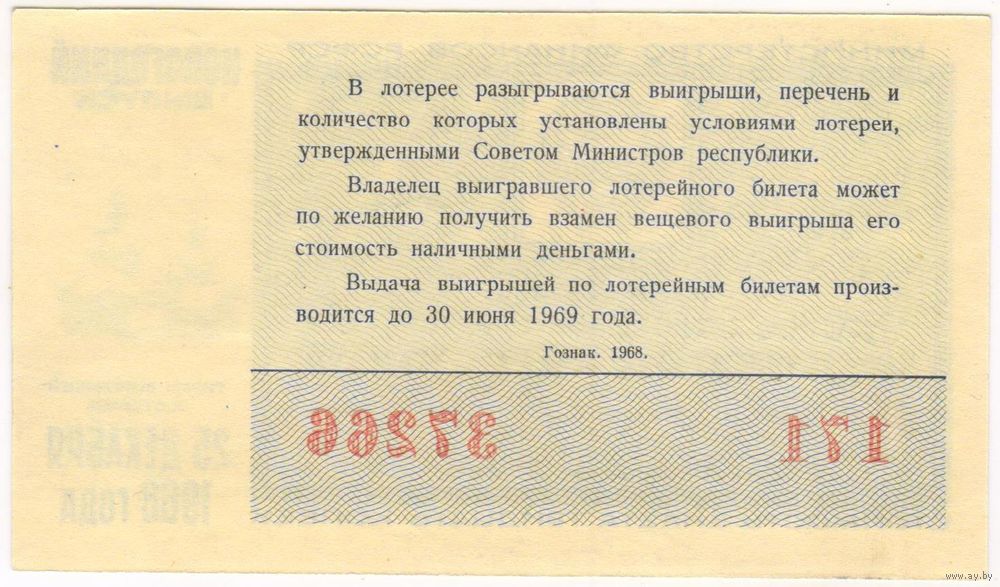 В лотерее разыгрываются выигрыши, перечень и
количество которых установлены условиями лотереи,
утвержденными Советом Министров республики.
Владелец выигравшего лотерейного билета может
по желанию получить взамен вещевого выигрыша его
стоимость наличными деньгами.
Выдача выигрышей по лотерейным билетам произ-
водится до 30 июня 1969 года.
Гознак. 1968.
171 37266
www.ay.by